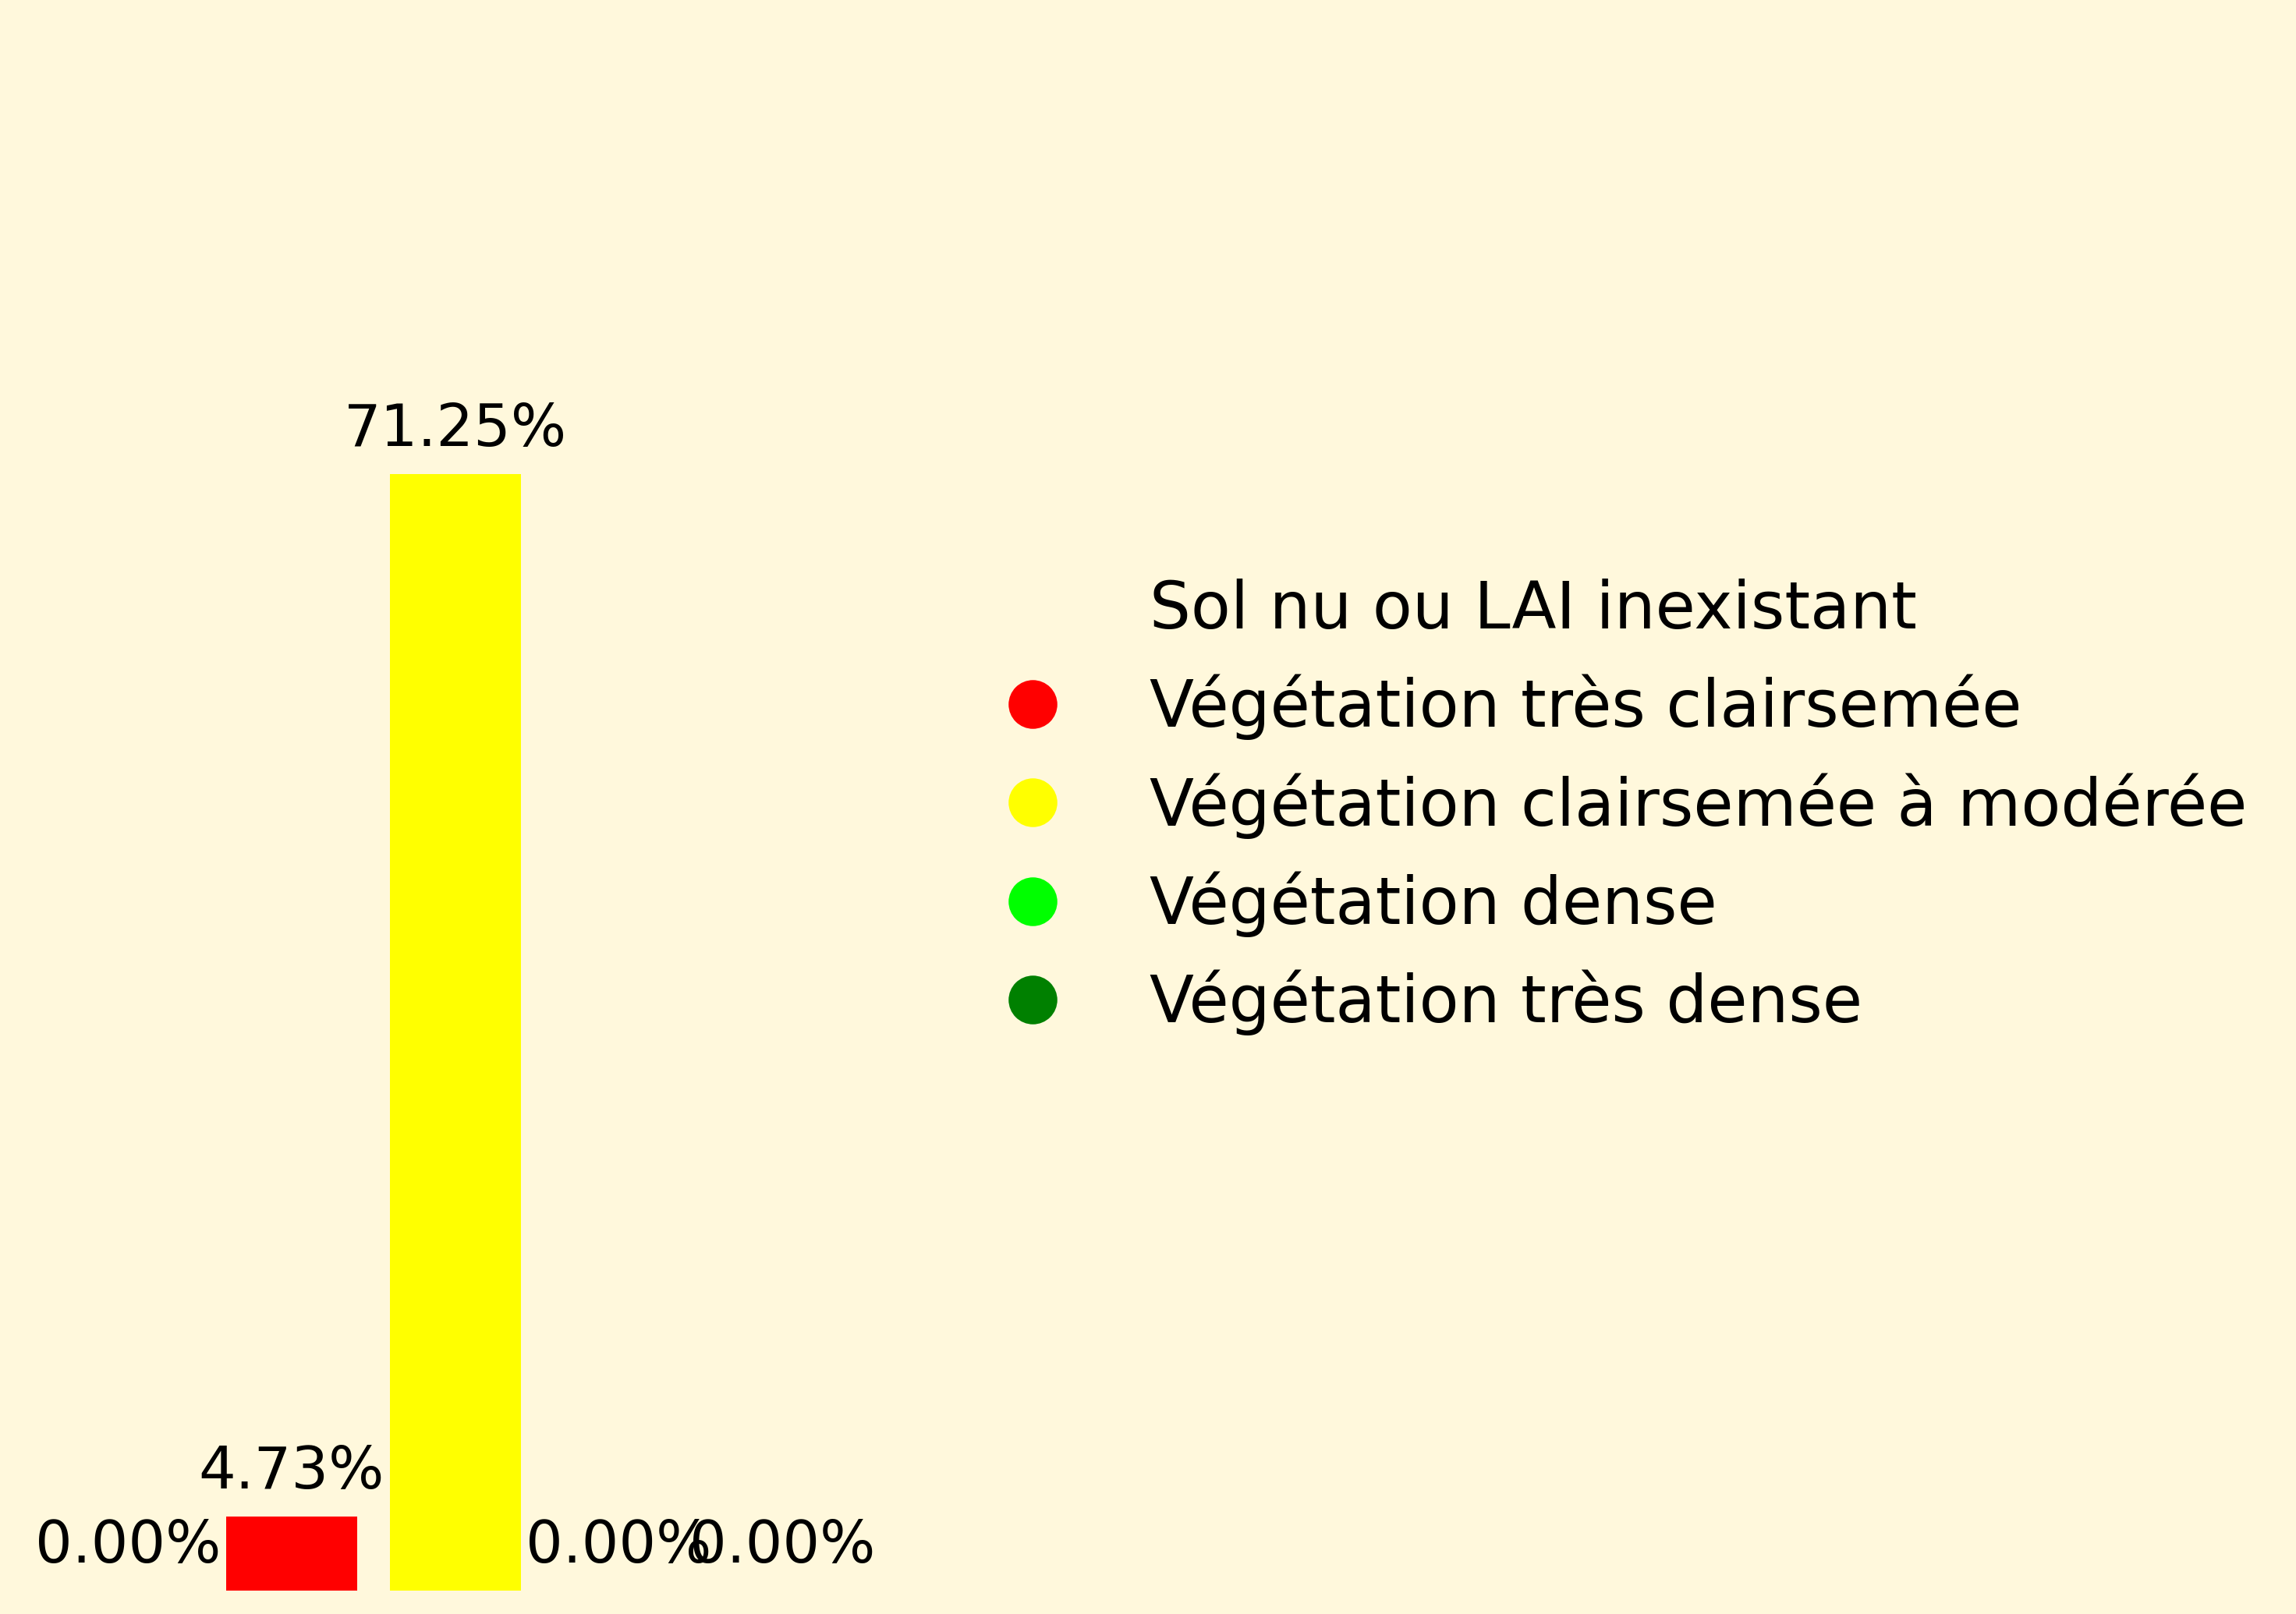 71.25%
4.73%
0.00%
0.00%
0.00%
Sol nu ou LAI inexistant
Végétation très clairsemée
Végétation clairsemée à modérée
Végétation dense
Végétation très dense